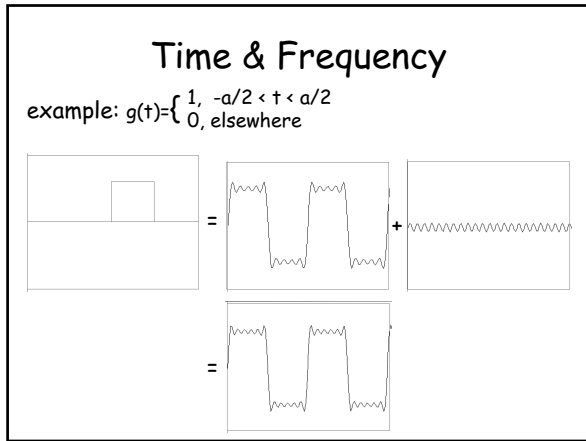 Time & Frequency
example: g(t)={ 1, -a/2 < t < a/2
0, elsewhere
= +
=